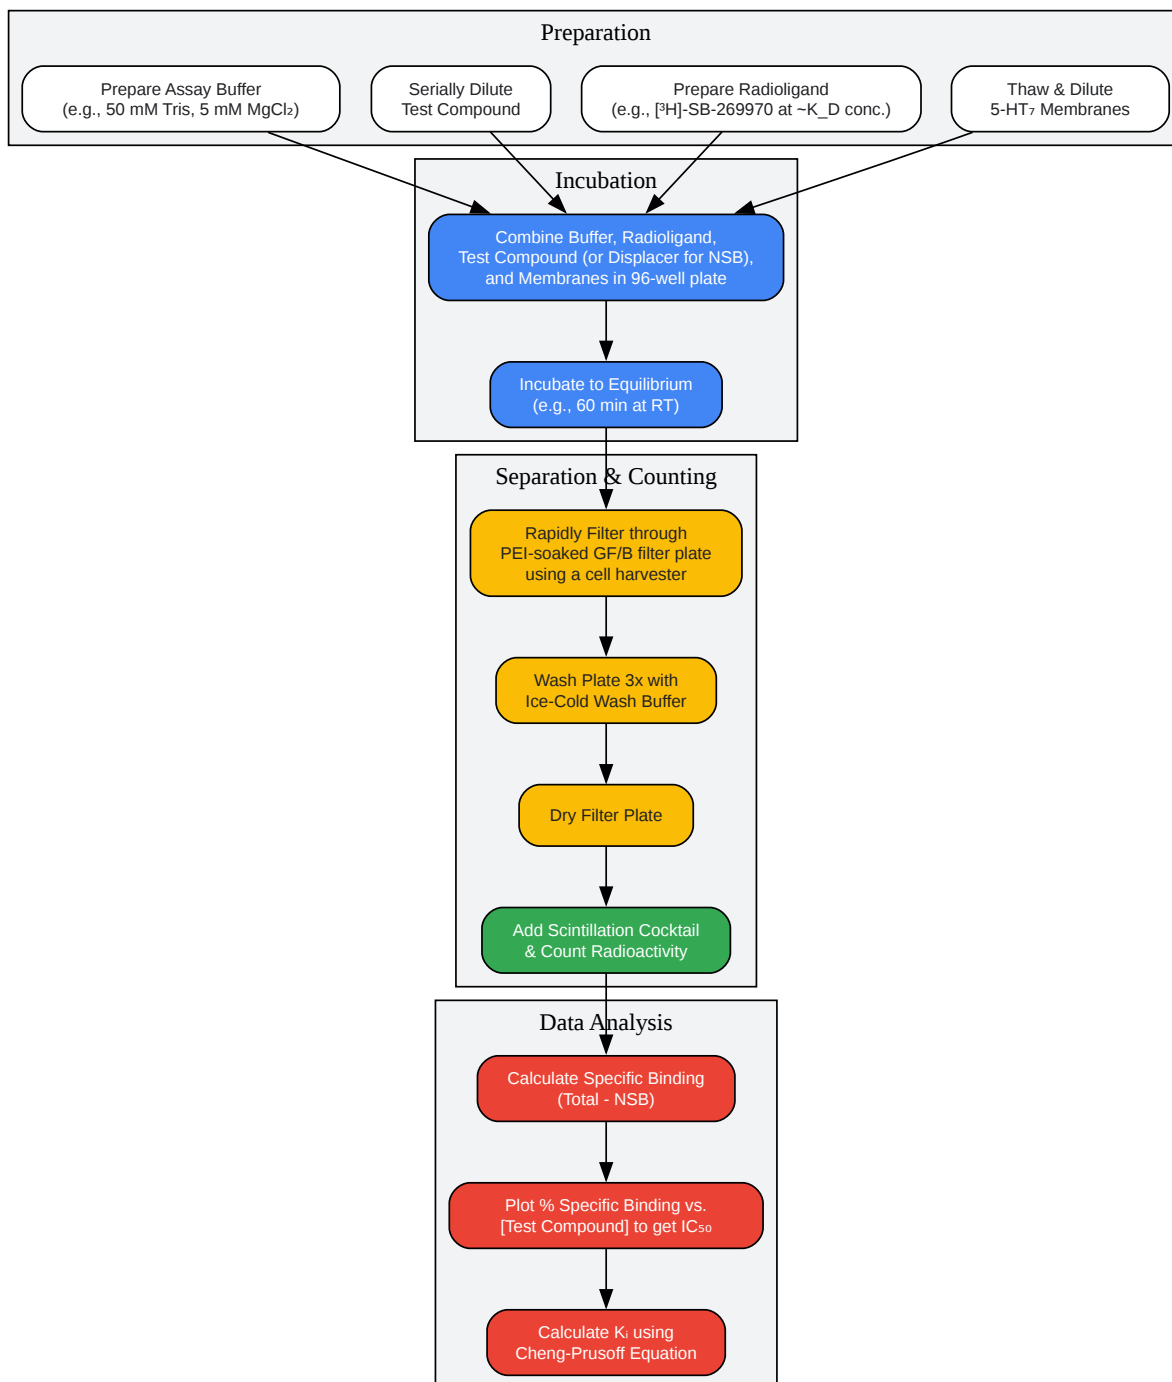 Preparation
Prepare Assay Buffer
(e.g., 50 mM Tris, 5 mM MgCl₂)
Serially Dilute
Test Compound
Prepare Radioligand
(e.g., [³H]-SB-269970 at ~K_D conc.)
Thaw & Dilute
5-HT₇ Membranes
Incubation
Combine Buffer, Radioligand,
Test Compound (or Displacer for NSB),
and Membranes in 96-well plate
Incubate to Equilibrium
(e.g., 60 min at RT)
Separation & Counting
Rapidly Filter through
PEI-soaked GF/B filter plate
using a cell harvester
Wash Plate 3x with
Ice-Cold Wash Buffer
Dry Filter Plate
Add Scintillation Cocktail
& Count Radioactivity
Data Analysis
Calculate Specific Binding
(Total - NSB)
Plot % Specific Binding vs.
[Test Compound] to get IC₅₀
Calculate Kᵢ using
Cheng-Prusoff Equation